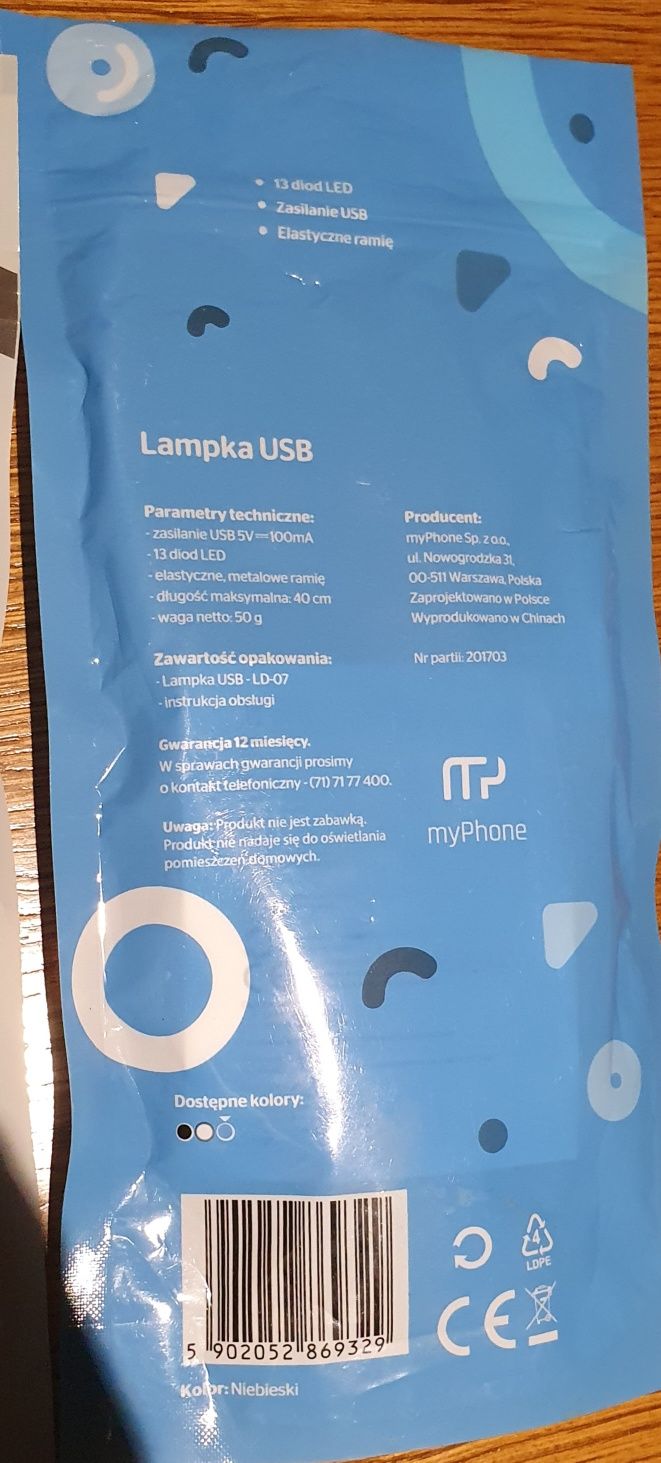 13 diod LED
Zasilanie USB
Elastyczne ramię
Lampka USB
Parametry techniczne:
- zasilanie USB 5V⎓100mA
- 13 diod LED
- elastyczne, metalowe ramię
- długość maksymalna: 40 cm
- waga netto: 50 g
Zawartość opakowania:
- Lampka USB - LD-07
- instrukcja obsługi
Gwarancja 12 miesięcy.
W sprawach gwarancji prosimy
o kontakt telefoniczny - (71) 71 77 400.
Uwaga: Produkt nie jest zabawką.
Produkt nie nadaje się do oświetlania
pomieszczeń domowych.
Producent:
myPhone Sp. z o.o.,
ul. Nowogrodzka 31,
00-511 Warszawa, Polska
Zaprojektowano w Polsce
Wyprodukowano w Chinach
Nr partii: 201703
myPhone
Dostępne kolory:
5 902052 869329
Kolor: Niebieski
4
LDPE
CE